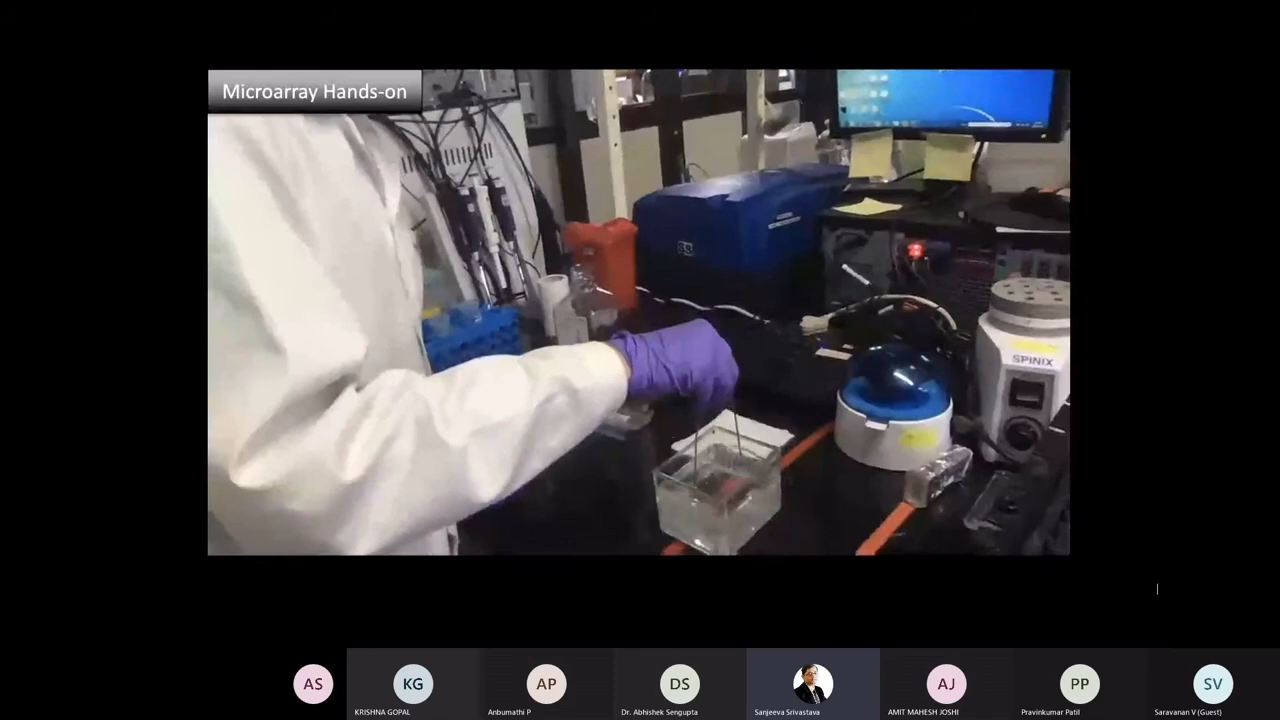 Microarray Hands-on
SPINIX
AS
KG
AP
DS
AJ
PP
SV
KRISHNA GOPAL
Anbumathi P
Dr. Abhishek Sengupta
Sanjeeva Srivastava
AMIT MAHESH JOSHI
Pravinkumar Patil
Saravanan V (Guest)